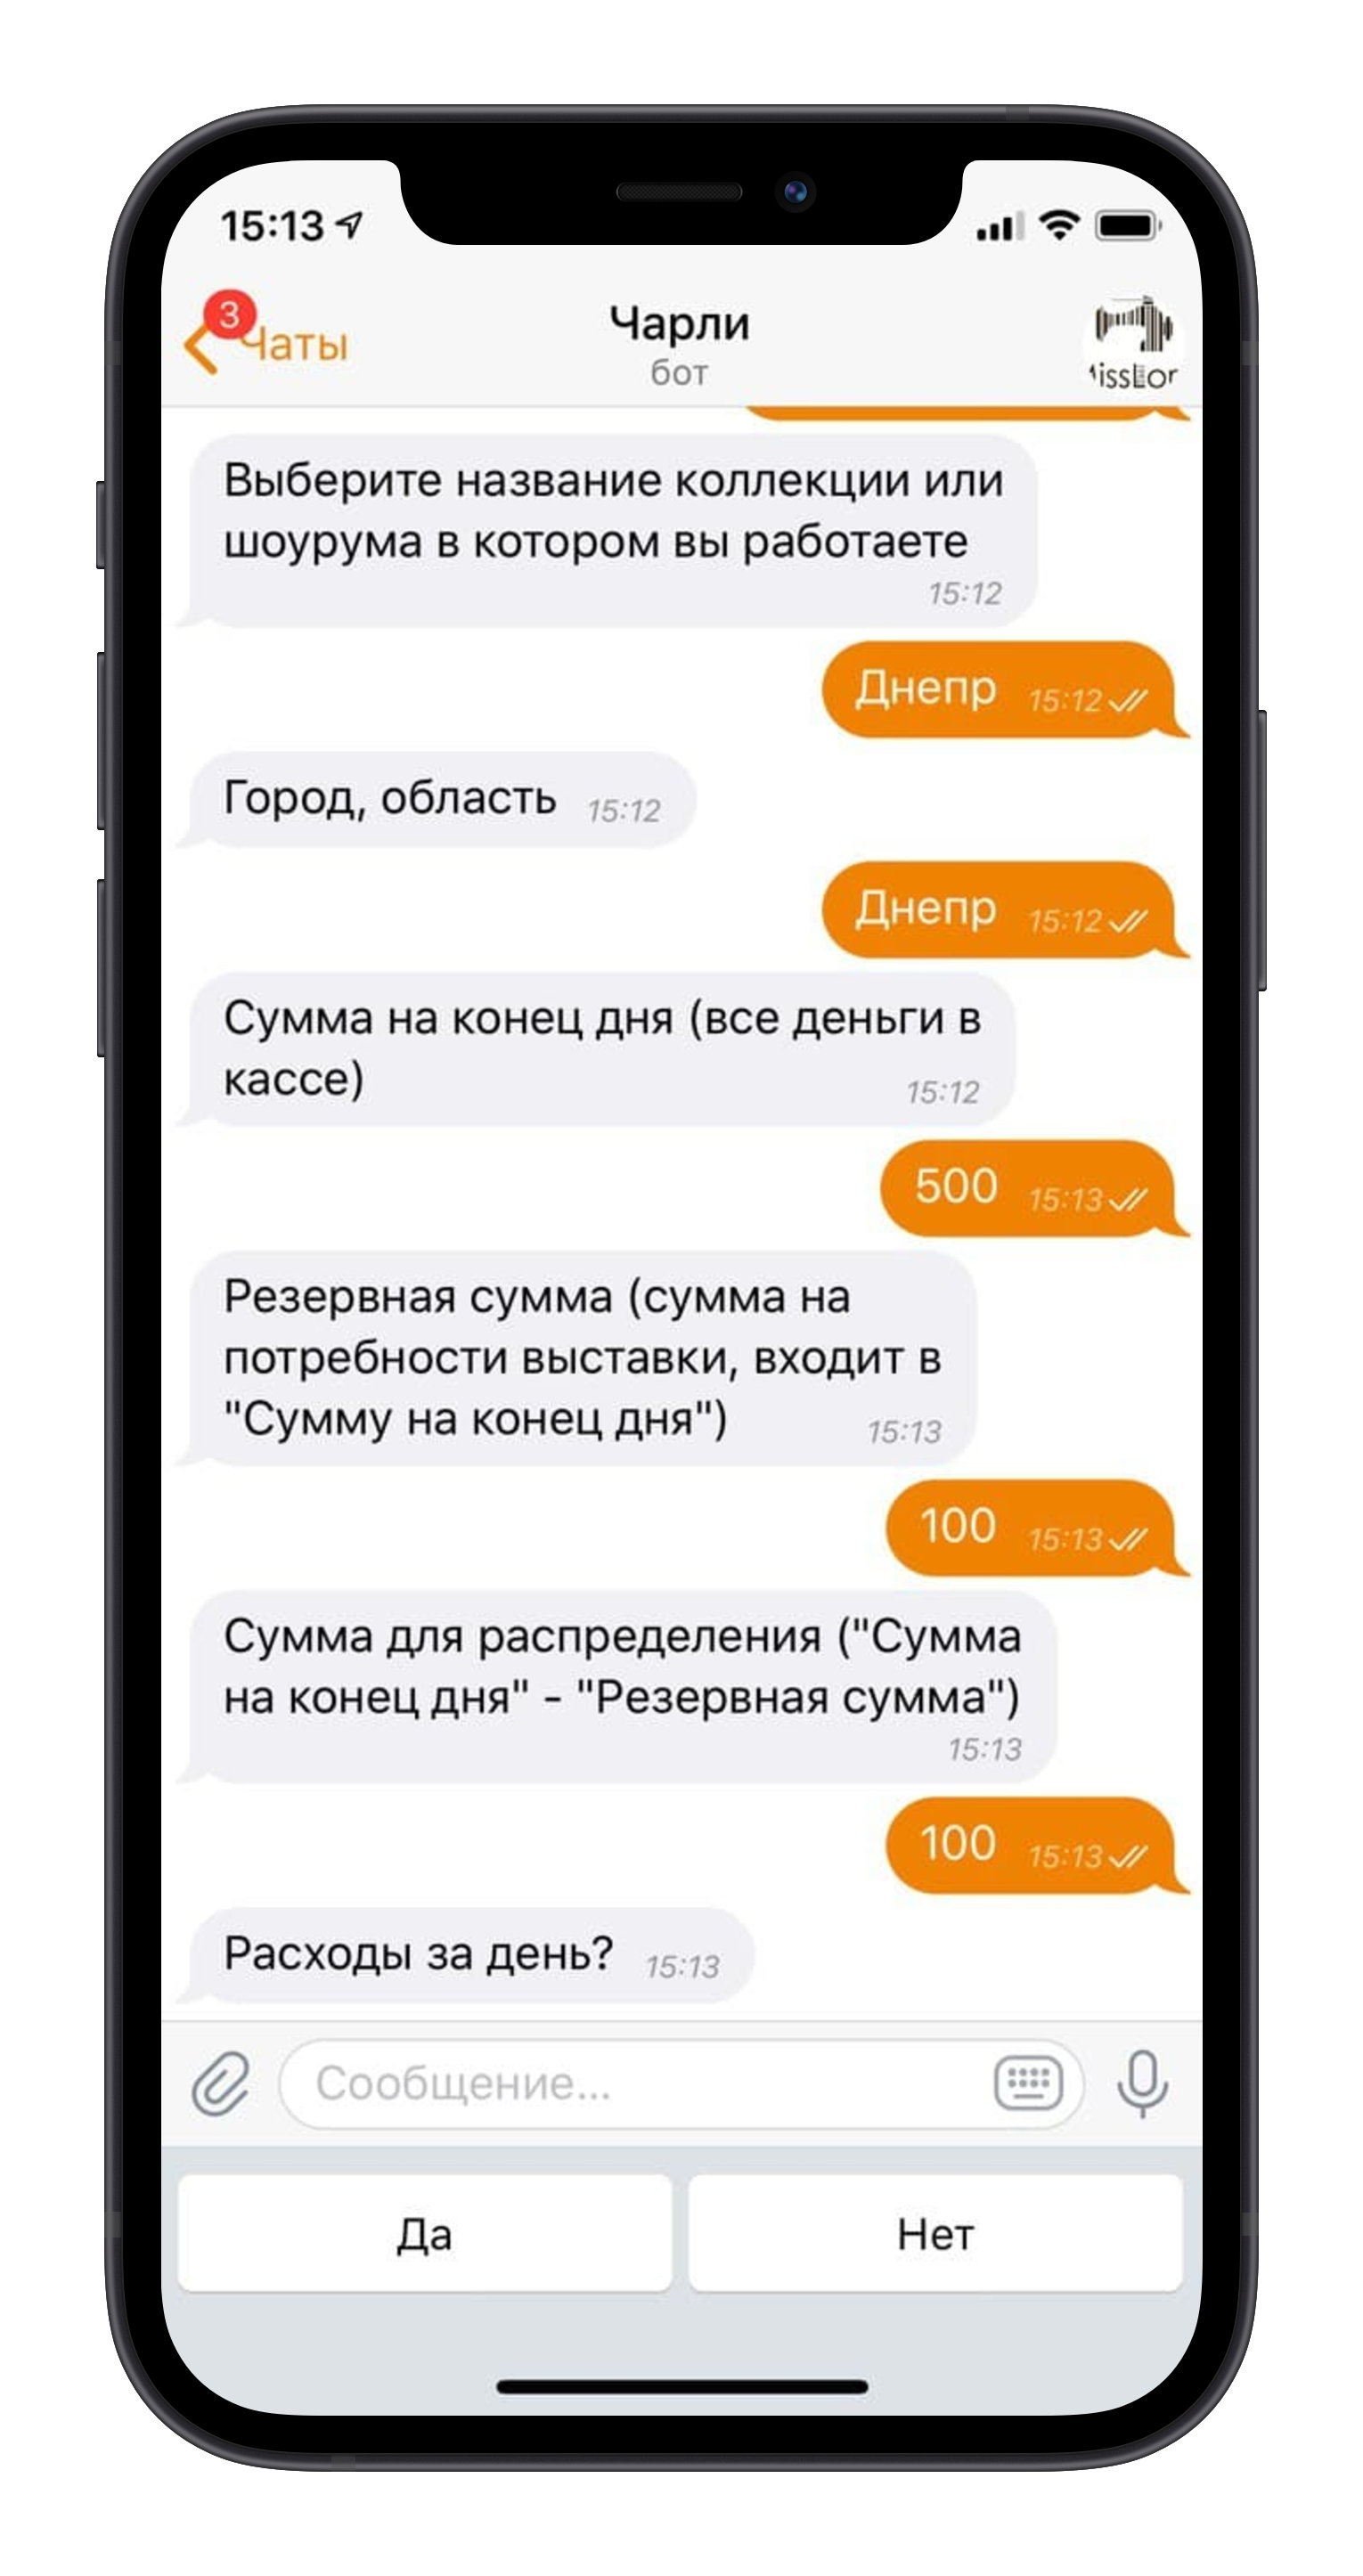 15:13
3
Чаты
Чарли
бот
Выберите название коллекции или
шоурума в котором вы работаете
15:12
Днепр 15:12
Город, область 15:12
Днепр 15:12
Сумма на конец дня (все деньги в
кассе) 15:12
500 15:13
Резервная сумма (сумма на
потребности выставки, входит в
"Сумму на конец дня") 15:13
100 15:13
Сумма для распределения ("Сумма
на конец дня" - "Резервная сумма")
15:13
100 15:13
Расходы за день? 15:13
Сообщение...
Да Нет